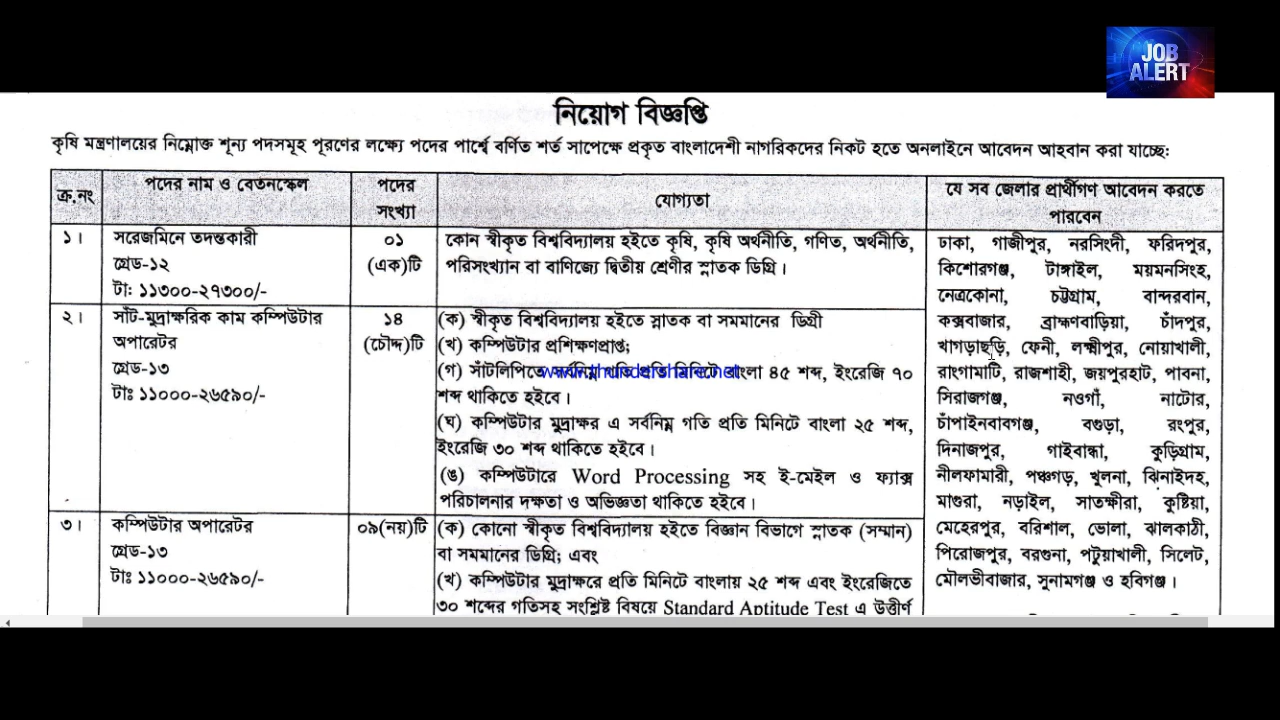 JOB
ALERT
নিয়োগ বিজ্ঞপ্তি
কৃষি মন্ত্রণালয়ের নিম্নোক্ত শূন্য পদসমূহ পূরণের লক্ষ্যে পদের পার্শ্বে বর্ণিত শর্ত সাপেক্ষে প্রকৃত বাংলাদেশী নাগরিকদের নিকট হতে অনলাইনে আবেদন আহবান করা যাচ্ছে:
ক্র.নং
পদের নাম ও বেতনস্কেল
পদের
সংখ্যা
যোগ্যতা
যে সব জেলার প্রার্থীগণ আবেদন করতে
পারবেন
১।
সরেজমিনে তদন্তকারী
গ্রেড-১২
টা: ১১৩০০-২৭৩০০/-
০১
(এক)টি
কোন স্বীকৃত বিশ্ববিদ্যালয় হইতে কৃষি, কৃষি অর্থনীতি, গণিত, অর্থনীতি,
পরিসংখ্যান বা বাণিজ্যে দ্বিতীয় শ্রেণীর স্নাতক ডিগ্রি।
২।
সাঁট-মুদ্রাক্ষরিক কাম কম্পিউটার
অপারেটর
গ্রেড-১৩
টাঃ ১১০০০-২৬৫৯০/-
১৪
(চৌদ্দ)টি
(ক) স্বীকৃত বিশ্ববিদ্যালয় হইতে স্নাতক বা সমমানের ডিগ্রী
(খ) কম্পিউটার প্রশিক্ষণপ্রাপ্ত;
(গ) সাঁটলিপিতে সর্বনিম্ন গতি প্রতি মিনিটে বাংলা ৪৫ শব্দ, ইংরেজি ৭০
শব্দ থাকিতে হইবে।
(ঘ) কম্পিউটার মুদ্রাক্ষর এ সর্বনিম্ন গতি প্রতি মিনিটে বাংলা ২৫ শব্দ,
ইংরেজি ৩০ শব্দ থাকিতে হইবে।
(ঙ) কম্পিউটারে Word Processing সহ ই-মেইল ও ফ্যাক্স
পরিচালনার দক্ষতা ও অভিজ্ঞতা থাকিতে হইবে।
৩।
কম্পিউটার অপারেটর
গ্রেড-১৩
টাঃ ১১০০০-২৬৫৯০/-
০৯(নয়)টি
(ক) কোনো স্বীকৃত বিশ্ববিদ্যালয় হইতে বিজ্ঞান বিভাগে স্নাতক (সম্মান)
বা সমমানের ডিগ্রি; এবং
(খ) কম্পিউটার মুদ্রাক্ষরে প্রতি মিনিটে বাংলায় ২৫ শব্দ এবং ইংরেজিতে
৩০ শব্দের গতিসহ সংশ্লিষ্ট বিষয়ে Standard Aptitude Test এ উত্তীর্ণ
ঢাকা, গাজীপুর, নরসিংদী, ফরিদপুর,
কিশোরগঞ্জ, টাঙ্গাইল, ময়মনসিংহ,
নেত্রকোনা, চট্টগ্রাম, বান্দরবান,
কক্সবাজার, ব্রাহ্মণবাড়িয়া, চাঁদপুর,
খাগড়াছড়ি, ফেনী, লক্ষ্মীপুর, নোয়াখালী,
রাংগামাটি, রাজশাহী, জয়পুরহাট, পাবনা,
সিরাজগঞ্জ, নওগাঁ, নাটোর,
চাঁপাইনবাবগঞ্জ, বগুড়া, রংপুর,
দিনাজপুর, গাইবান্ধা, কুড়িগ্রাম,
নীলফামারী, পঞ্চগড়, খুলনা, ঝিনাইদহ,
মাগুরা, নড়াইল, সাতক্ষীরা, কুষ্টিয়া,
মেহেরপুর, বরিশাল, ভোলা, ঝালকাঠী,
পিরোজপুর, বরগুনা, পটুয়াখালী, সিলেট,
মৌলভীবাজার, সুনামগঞ্জ ও হবিগঞ্জ।